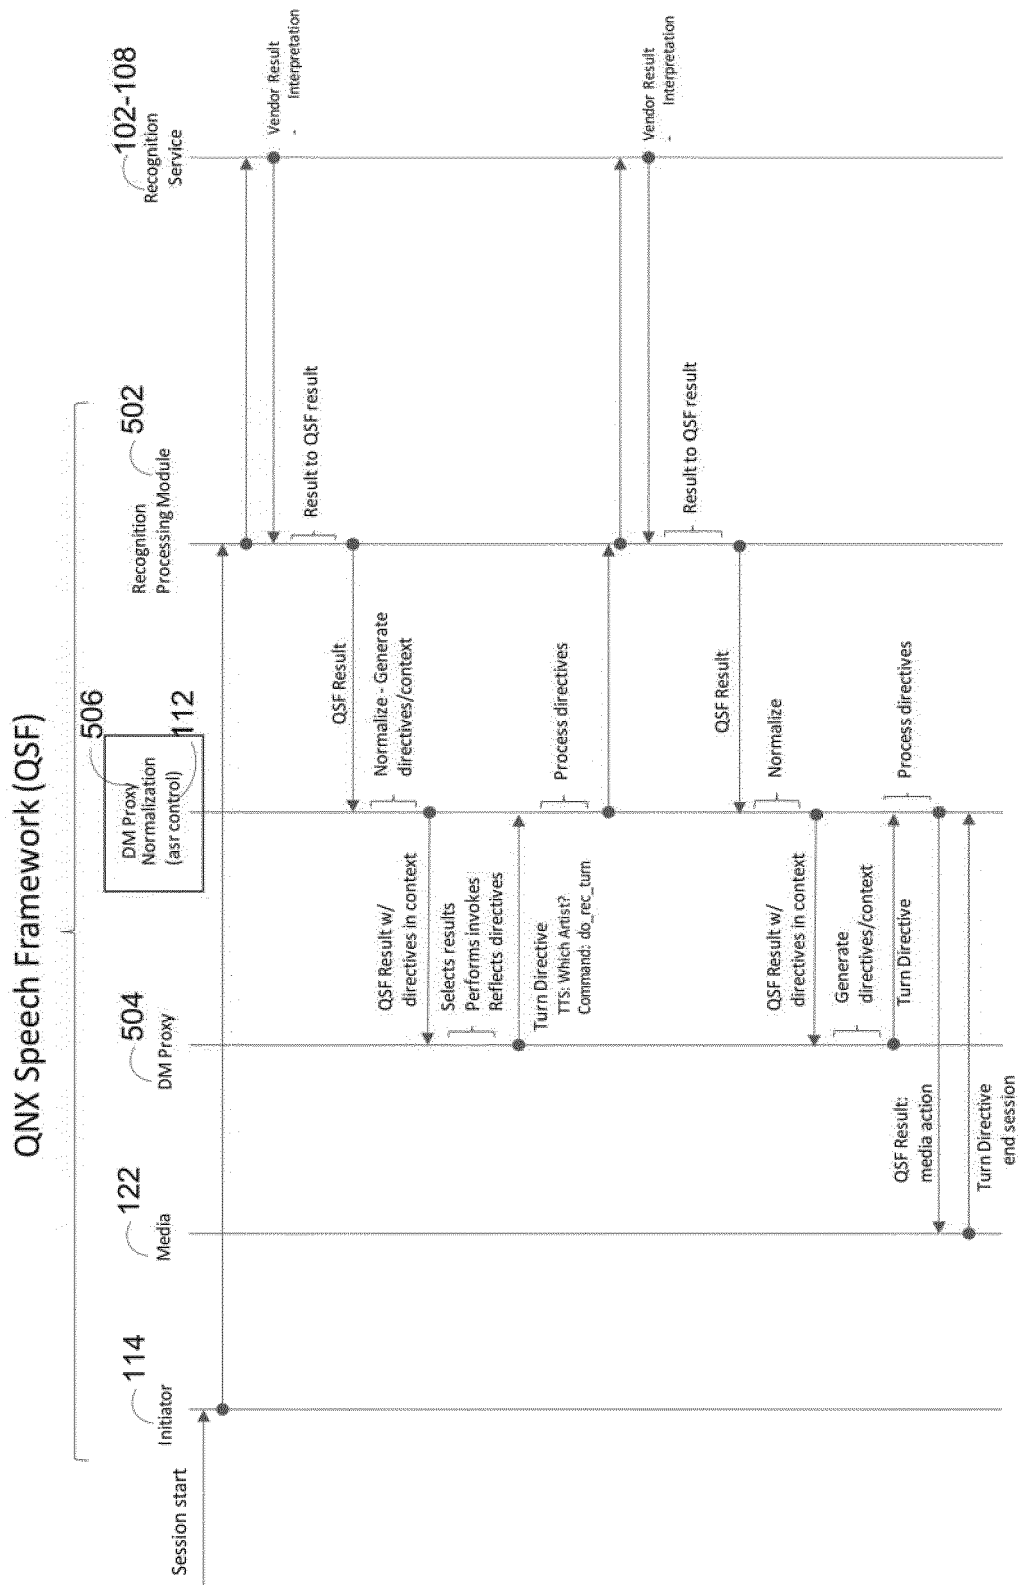 QNX Speech Framework (QSF)
Session start
114
Initiator
122
Media
504
DM Proxy
506
DM Proxy
Normalization
(asr control)
112
502
Recognition
Processing Module
102-108
Recognition
Service
Vendor Result
- Interpretation
Result to QSF result
QSF Result
Normalize - Generate
directives/context
QSF Result w/
directives in context
Selects results
Performs invokes
Reflects directives
Turn Directive
TTS: Which Artist?
Command: do_rec_turn
Process directives
Vendor Result
- Interpretation
Result to QSF result
QSF Result
Normalize
QSF Result w/
directives in context
Generate
directives/context
Turn Directive
Process directives
QSF Result:
media action
Turn Directive
end session